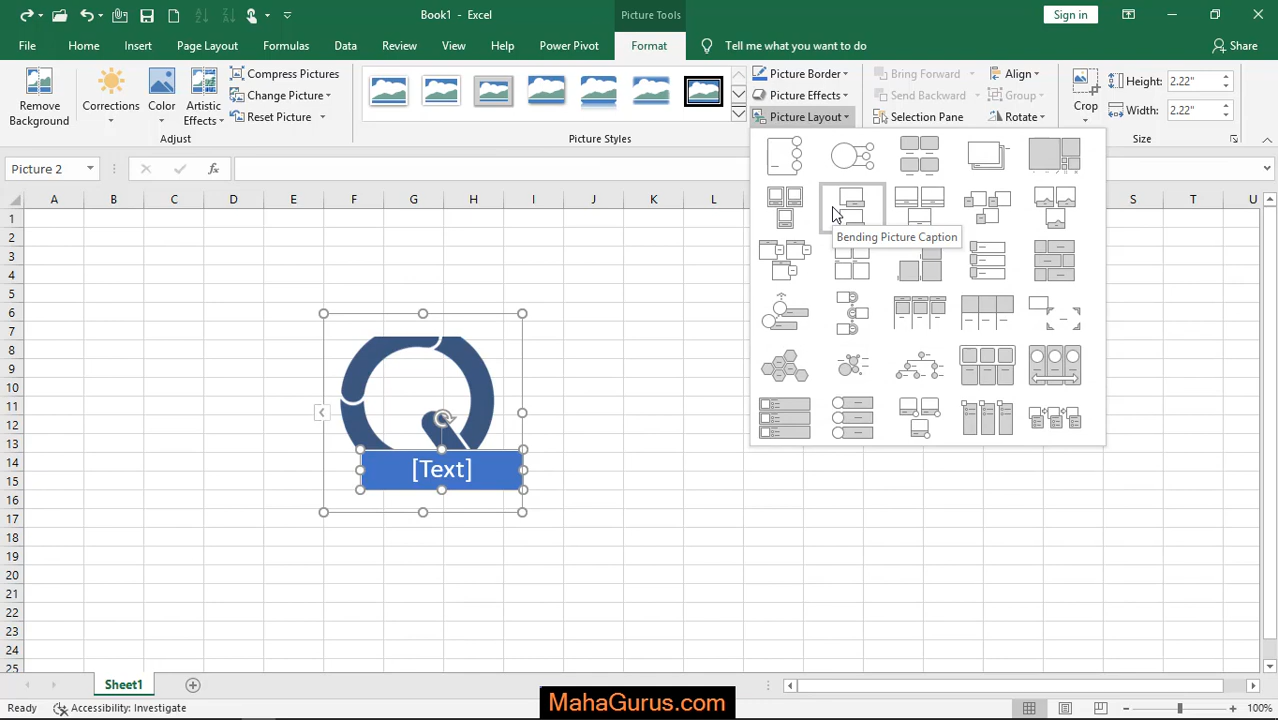 Book1 - Excel
Picture Tools
Sign in
File Home Insert Page Layout Formulas Data Review View Help Power Pivot Format Tell me what you want to do Share
Remove Background
Corrections
Color
Artistic Effects
Compress Pictures
Change Picture
Reset Picture
Adjust
Picture Styles
Picture Border
Picture Effects
Picture Layout
Bring Forward
Send Backward
Selection Pane
Align
Group
Rotate
Crop
Height: 2.22"
Width: 2.22"
Size
Picture 2
A B C D E F G H I J K L M S T U
1
2
3
4
5
6
7
8
9
10
11
12
13
14
15
16
17
18
19
20
21
22
23
24
25
Bending Picture Caption
[Text]
Sheet1
Ready
Accessibility: Investigate
MahaGurus.com
100%